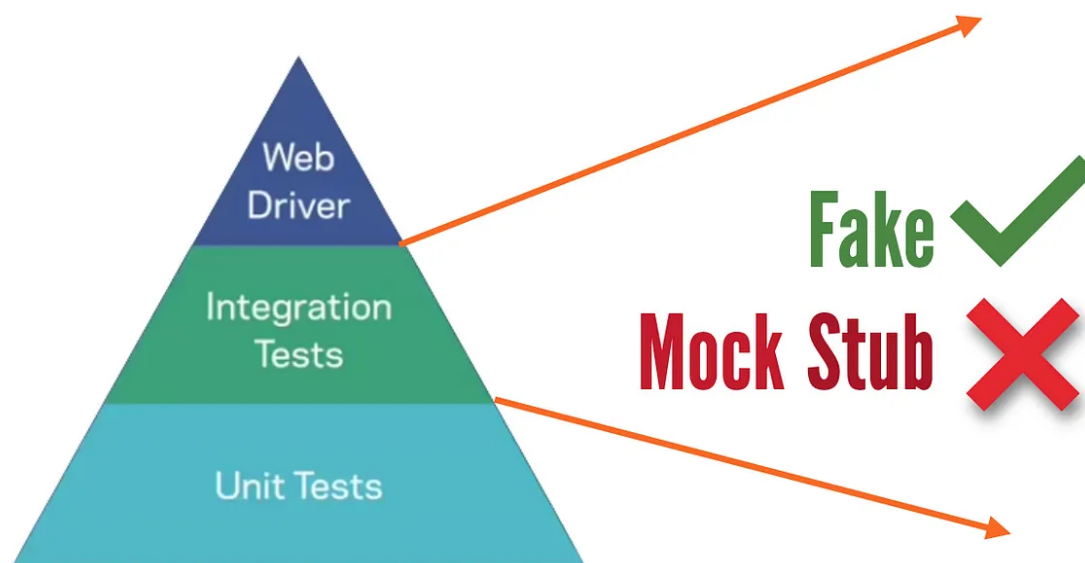 Web
Driver
Integration
Tests
Unit Tests
Fake
Mock Stub